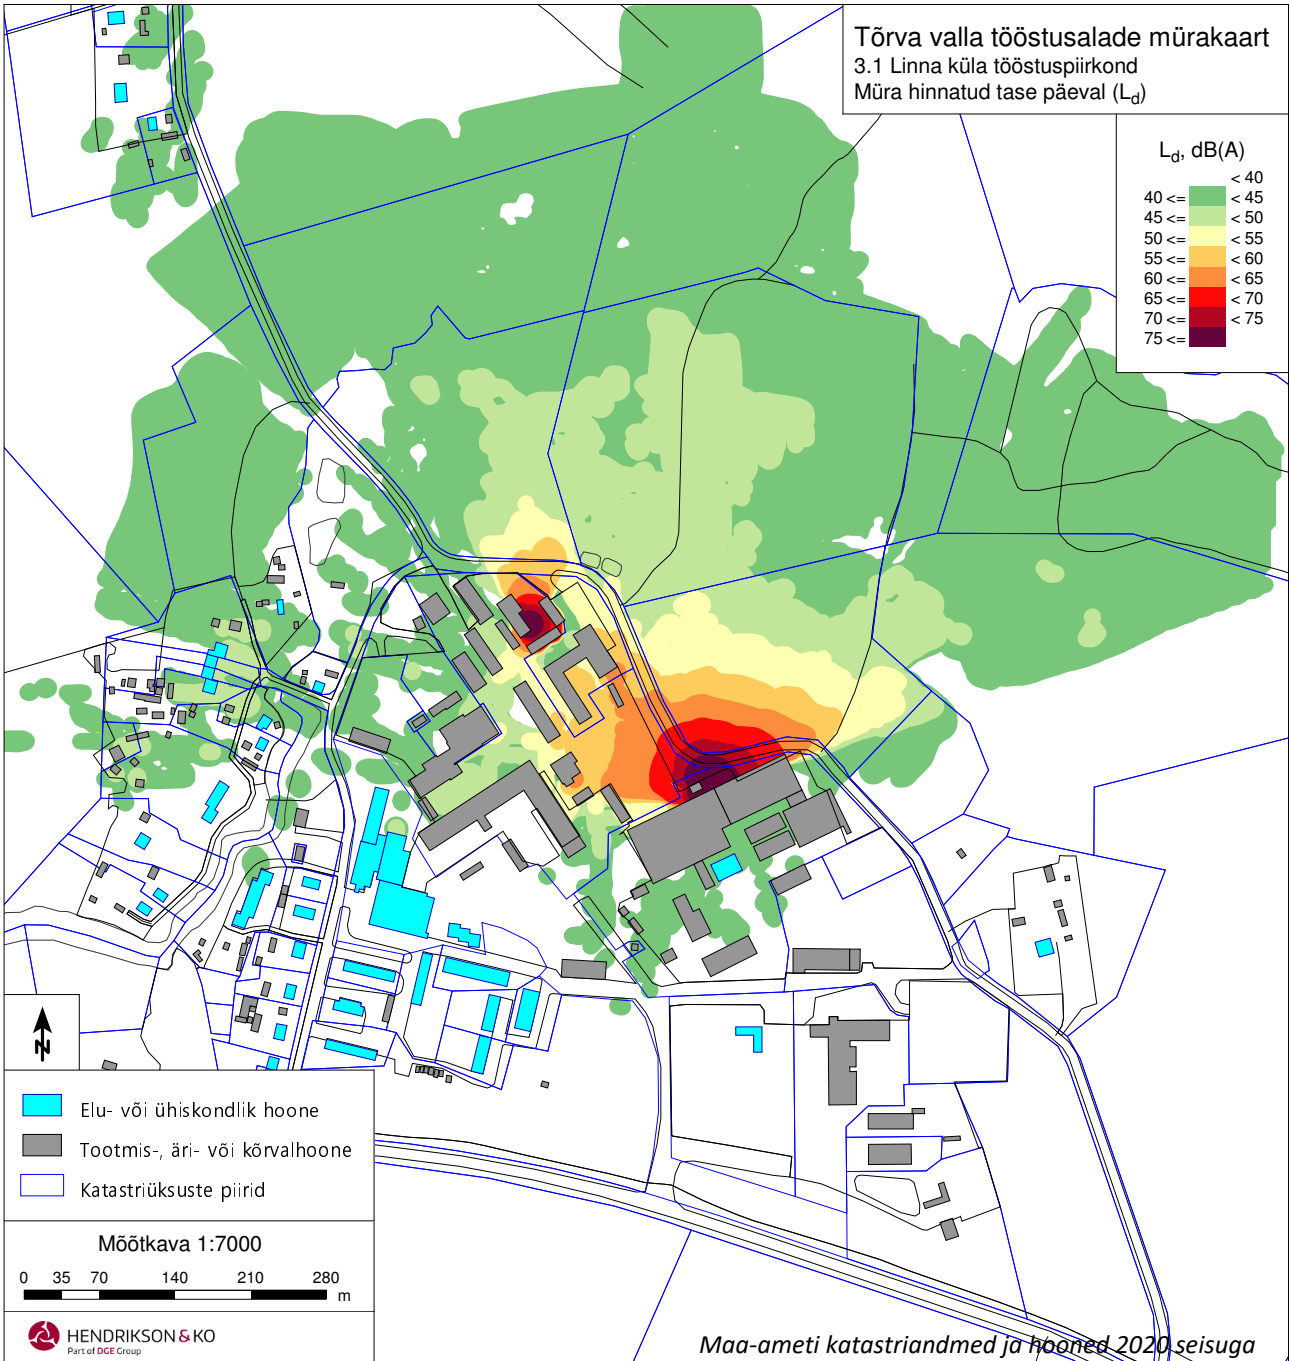 Tõrva valla tööstusalade mürakaart
3.1 Linna küla tööstuspiirkond
Müra hinnatud tase päeval (Ld)
Ld, dB(A)
< 40
40 <= < 45
45 <= < 50
50 <= < 55
55 <= < 60
60 <= < 65
65 <= < 70
70 <= < 75
75 <=
N
Elu- või ühiskondlik hoone
Tootmis-, äri- või kõrvalhoone
Katastriüksuste piirid
Mõõtkava 1:7000
0 35 70 140 210 280
m
HENDRIKSON & KO
Part of DGE Group
Maa-ameti katastriandmed ja hooned 2020 seisuga